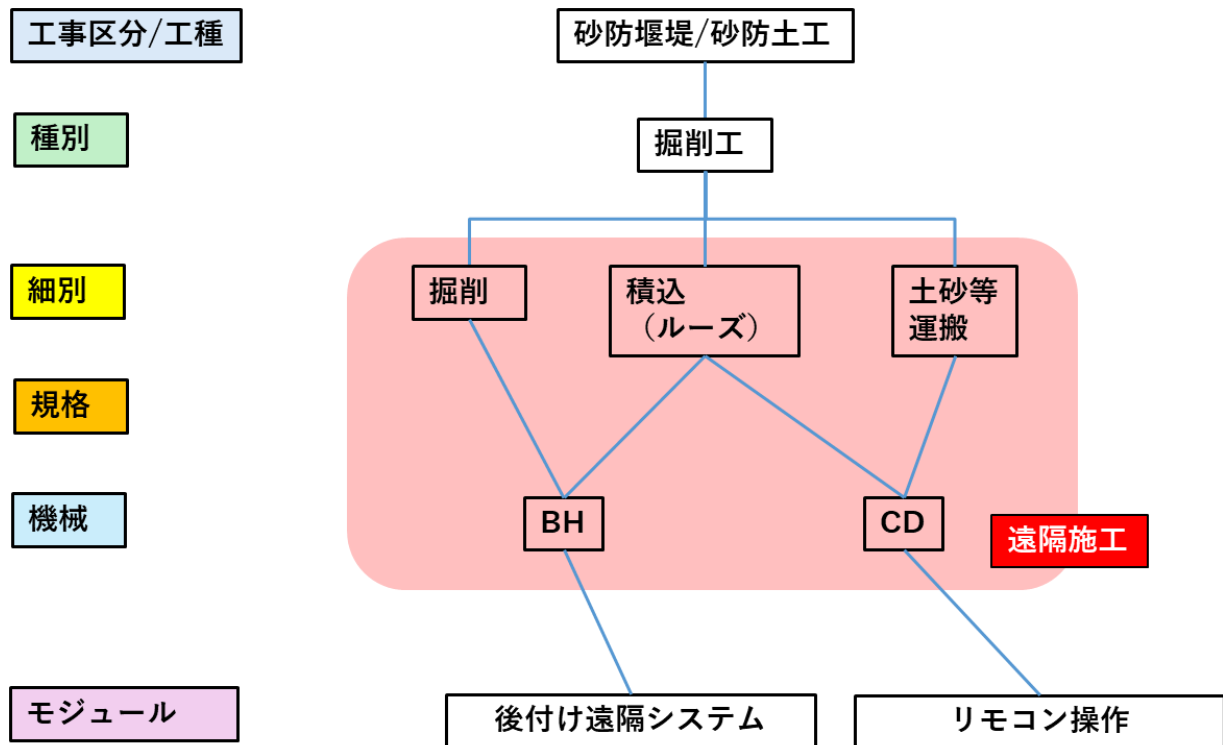 工事区分/工種
砂防堰堤/砂防土工
種別
掘削工
細別
掘削
積込
（ルーズ）
土砂等
運搬
規格
機械
BH
CD
遠隔施工
モジュール
後付け遠隔システム
リモコン操作